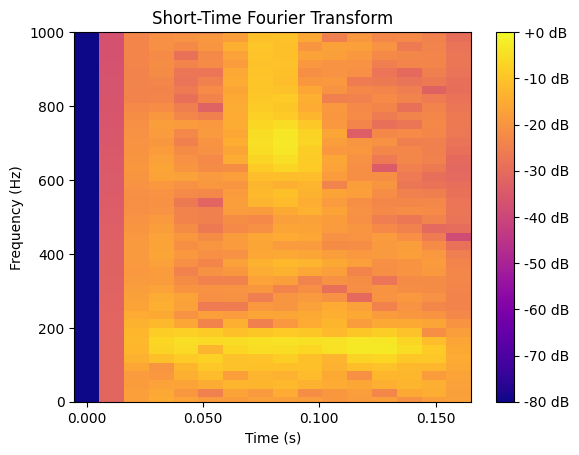 Short-Time Fourier Transform
1000
800
600
400
200
0
Frequency (Hz)
0.000
0.050
0.100
0.150
Time (s)
+0 dB
-10 dB
-20 dB
-30 dB
-40 dB
-50 dB
-60 dB
-70 dB
-80 dB